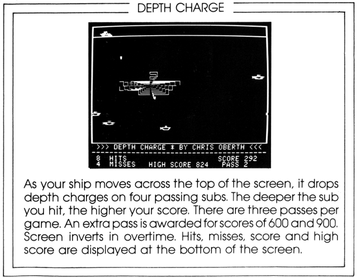 DEPTH CHARGE
>>> DEPTH CHARGE * BY CHRIS OBERTH <<<
8 HITS SCORE 292
4 MISSES HIGH SCORE 824 PASS 2
As your ship moves across the top of the screen, it drops
depth charges on four passing subs. The deeper the sub
you hit, the higher your score. There are three passes per
game. An extra pass is awarded for scores of 600 and 900.
Screen inverts in overtime. Hits, misses, score and high
score are displayed at the bottom of the screen.